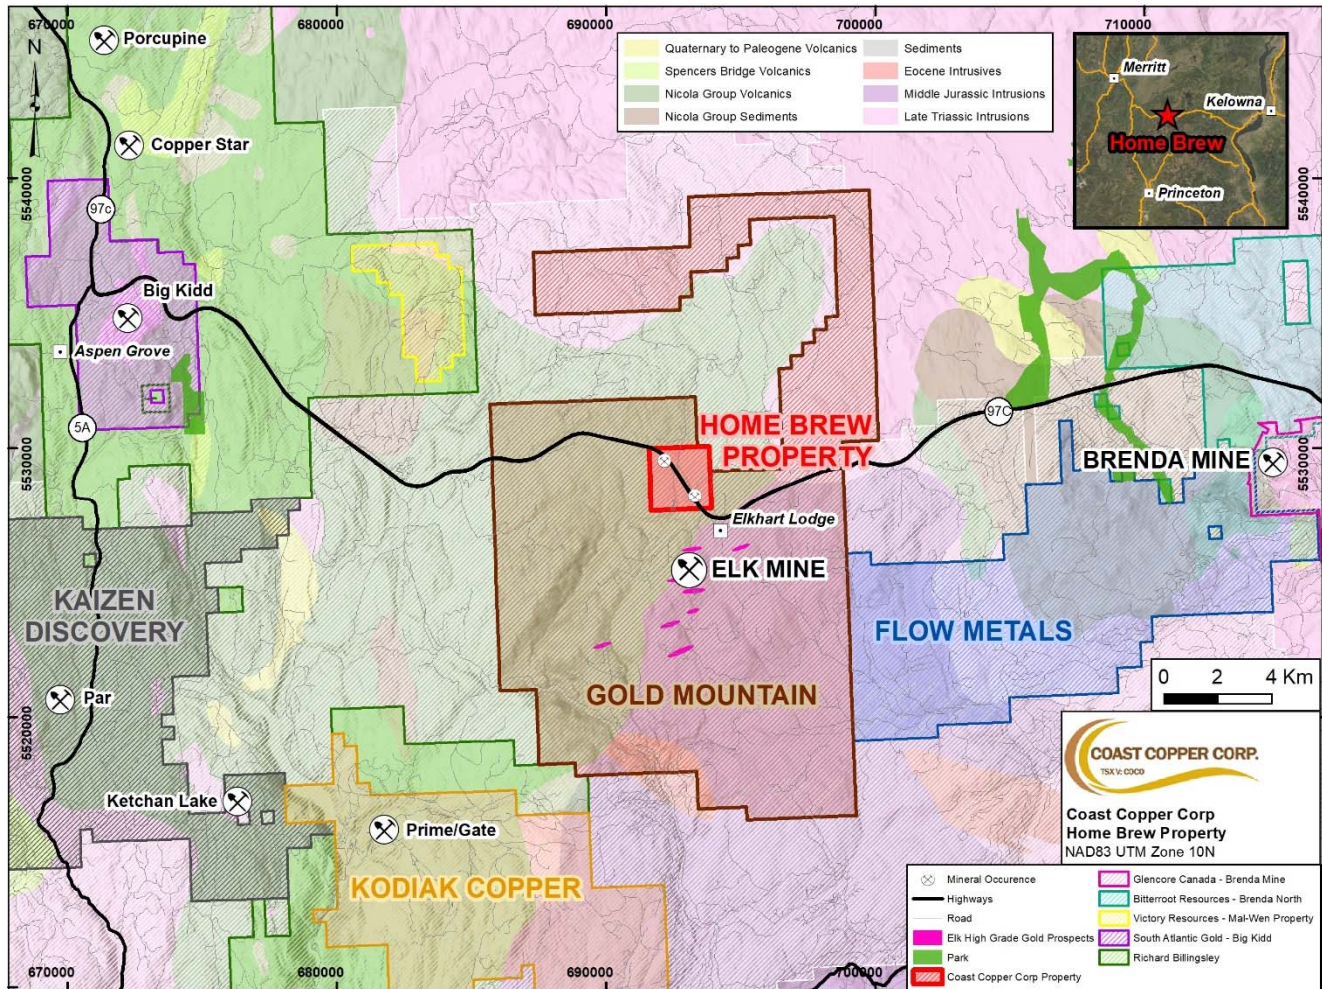 670000
680000
690000
700000
710000
N
Porcupine
Copper Star
5540000
97c
Big Kidd
Aspen Grove
5A
5530000
Quaternary to Paleogene Volcanics
Spencers Bridge Volcanics
Nicola Group Volcanics
Nicola Group Sediments
Sediments
Eocene Intrusives
Middle Jurassic Intrusions
Late Triassic Intrusions
Merritt
Kelowna
Home Brew
Princeton
5540000
HOME BREW
PROPERTY
97C
BRENDA MINE
5530000
Elkhart Lodge
ELK MINE
KAIZEN
DISCOVERY
FLOW METALS
Par
GOLD MOUNTAIN
5520000
Ketchan Lake
Prime/Gate
KODIAK COPPER
0 2 4 Km
COAST COPPER CORP.
TSX V: COCO
Coast Copper Corp
Home Brew Property
NAD83 UTM Zone 10N
Mineral Occurence
Highways
Road
Elk High Grade Gold Prospects
Park
Coast Copper Corp Property
Glencore Canada - Brenda Mine
Bitterroot Resources - Brenda North
Victory Resources - Mal-Wen Property
South Atlantic Gold - Big Kidd
Richard Billingsley
670000
680000
690000
700000